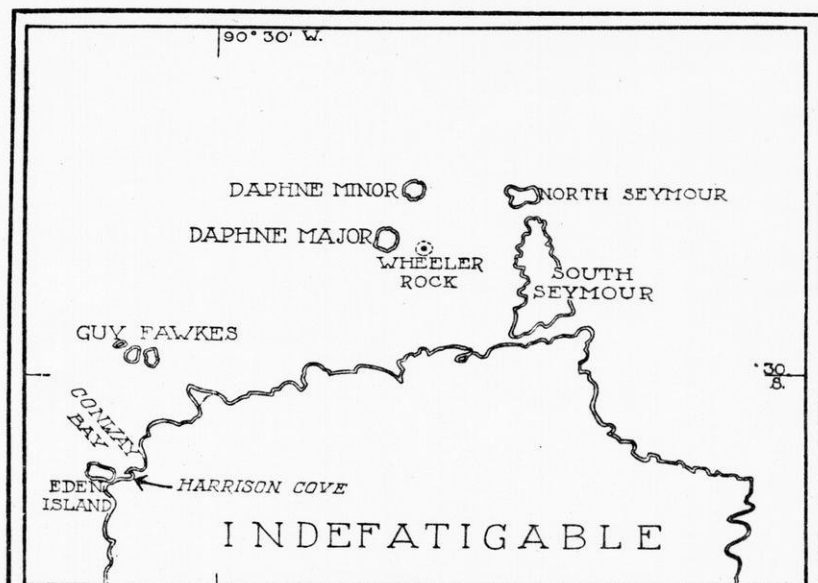 90° 30' W.
DAPHNE MINOR
NORTH SEYMOUR
DAPHNE MAJOR
WHEELER
ROCK
SOUTH
SEYMOUR
GUY FAWKES
°30
S.
CONWAY
BAY
EDEN
ISLAND
HARRISON COVE
INDEFATIGABLE